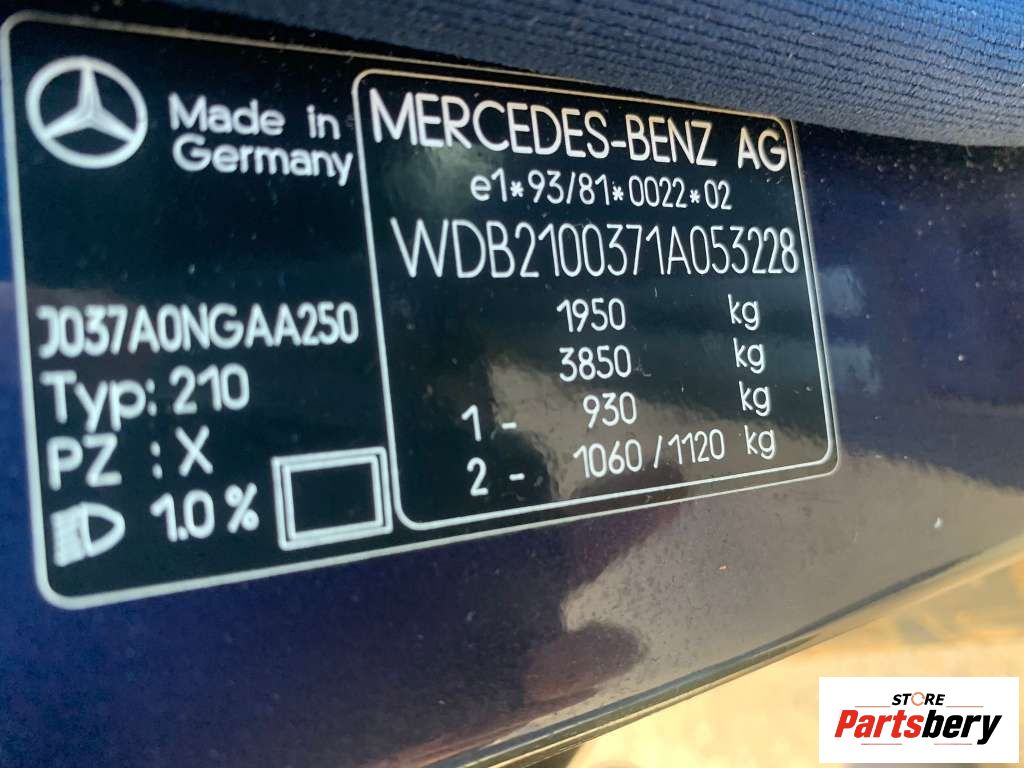 Made in
Germany
J037A0NGAA250
Typ: 210
PZ : X
1.0 %
MERCEDES-BENZ AG
e1*93/81*0022*02
WDB2100371A053228
1950 kg
3850 kg
1 - 930 kg
2 - 1060/1120 kg
STORE
Partsbery